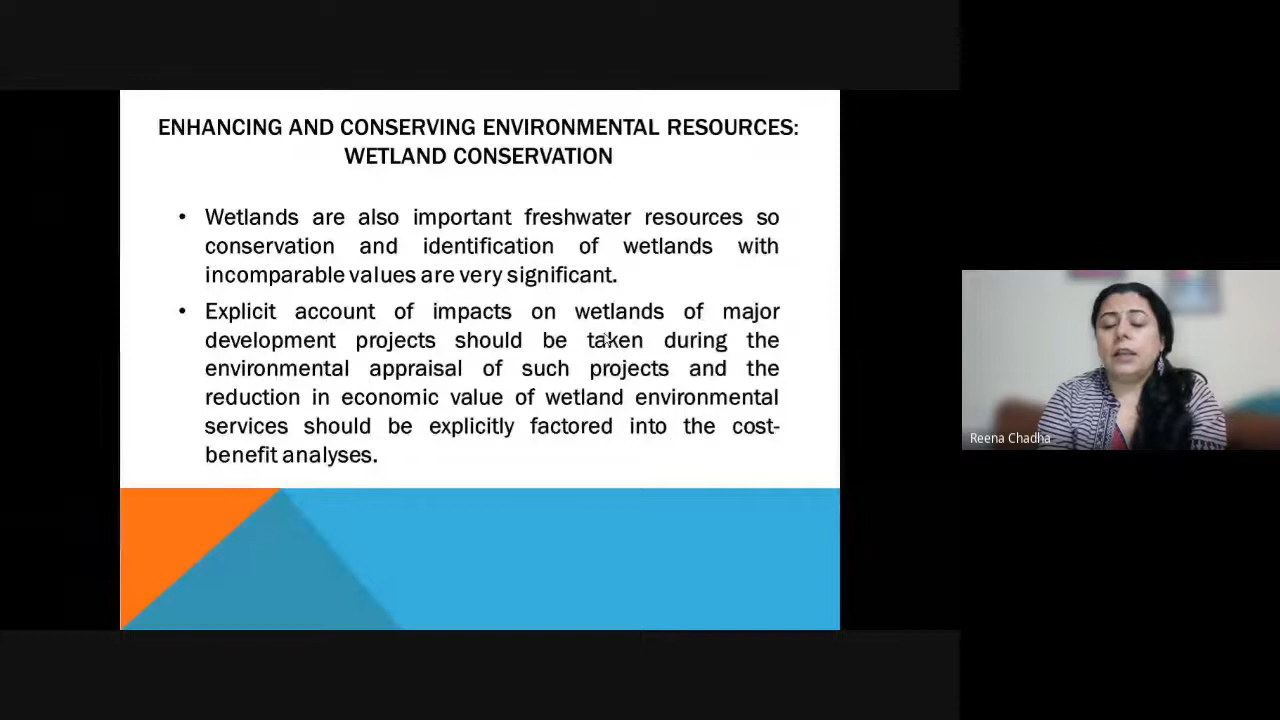 ENHANCING AND CONSERVING ENVIRONMENTAL RESOURCES:
WETLAND CONSERVATION
• Wetlands are also important freshwater resources so
conservation and identification of wetlands with
incomparable values are very significant.
• Explicit account of impacts on wetlands of major
development projects should be taken during the
environmental appraisal of such projects and the
reduction in economic value of wetland environmental
services should be explicitly factored into the cost-
benefit analyses.
Reena Chadha